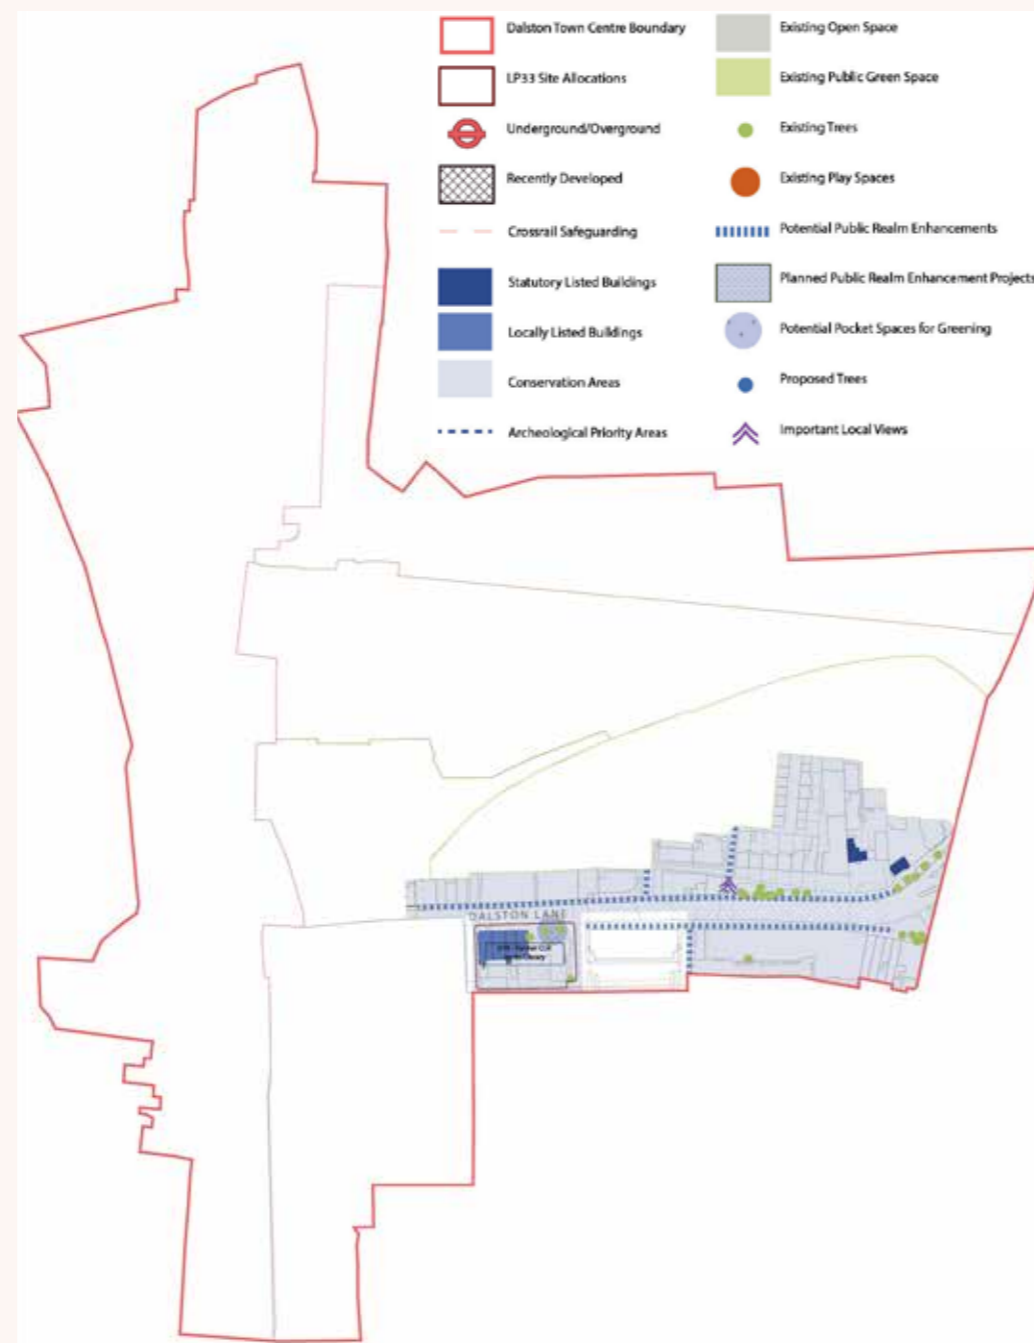 Dalston Town Centre Boundary
LP33 Site Allocations
Underground/Overground
Recently Developed
Crossrail Safeguarding
Statutory Listed Buildings
Locally Listed Buildings
Conservation Areas
Archeological Priority Areas
Existing Open Space
Existing Public Green Space
Existing Trees
Existing Play Spaces
Potential Public Realm Enhancements
Planned Public Realm Enhancement Projects
Potential Pocket Spaces for Greening
Proposed Trees
Important Local Views
DALSTON LANE